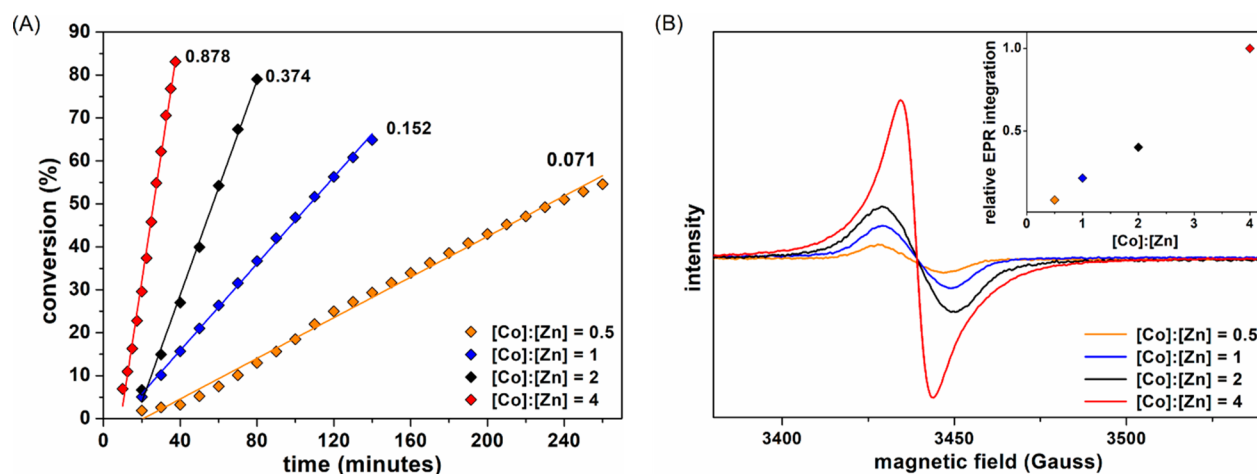 (A)
90
80
70
60
50
40
30
20
10
0
conversion (%)
0.878
0.374
0.152
0.071
[Co]:[Zn] = 0.5
[Co]:[Zn] = 1
[Co]:[Zn] = 2
[Co]:[Zn] = 4
0 40 80 120 160 200 240
time (minutes)
(B)
intensity
relative EPR integration
1.0
0.5
0 1 2 3 4
[Co]:[Zn]
[Co]:[Zn] = 0.5
[Co]:[Zn] = 1
[Co]:[Zn] = 2
[Co]:[Zn] = 4
3400 3450 3500
magnetic field (Gauss)